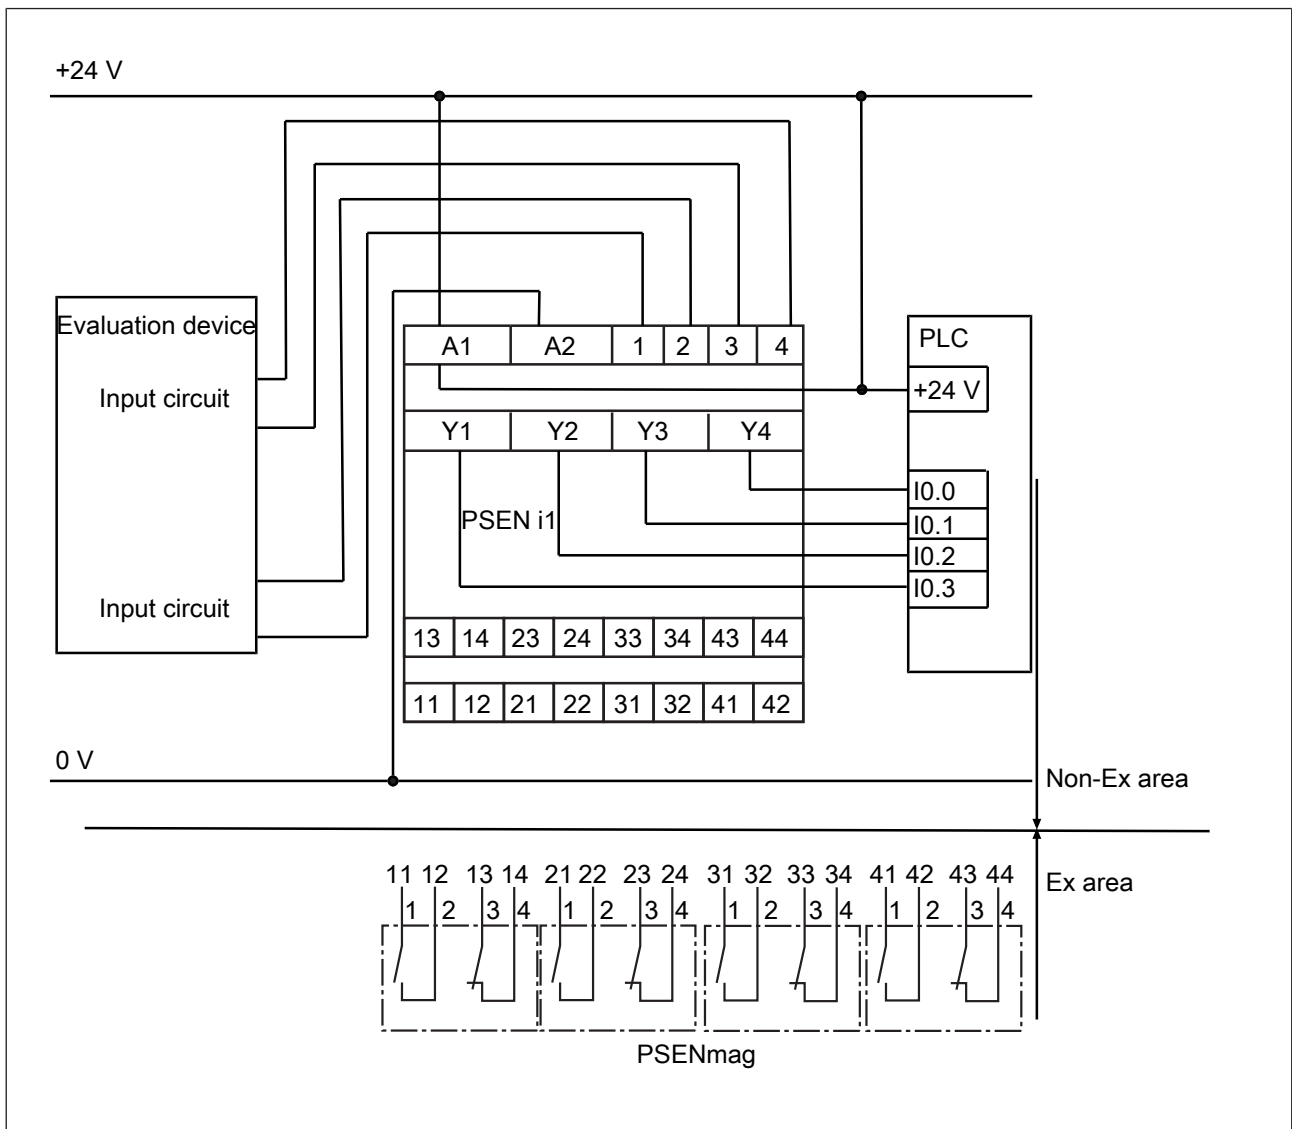 +24 V
Evaluation device
Input circuit
Input circuit
A1 A2 1 2 3 4
Y1 Y2 Y3 Y4
PSEN i1
13 14 23 24 33 34 43 44
11 12 21 22 31 32 41 42
PLC
+24 V
I0.0
I0.1
I0.2
I0.3
0 V
Non-Ex area
Ex area
11 12 13 14 21 22 23 24 31 32 33 34 41 42 43 44
1 2 3 4 1 2 3 4 1 2 3 4 1 2 3 4
PSENmag